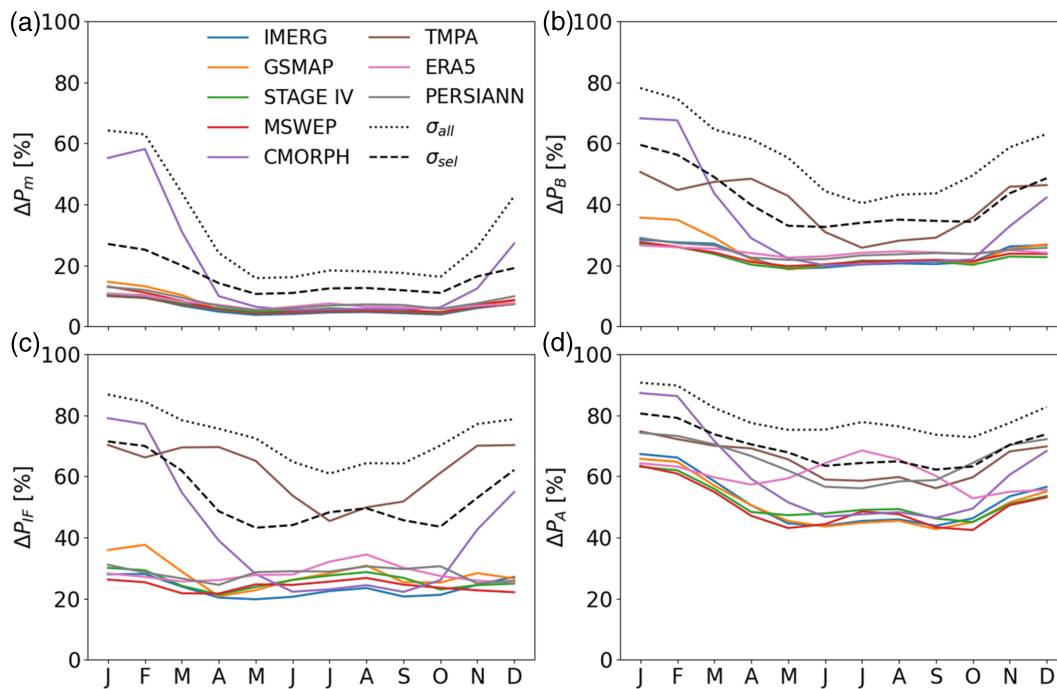 (a)
100
80
60
40
20
0
ΔP_m [%]
IMERG
GSMAP
STAGE IV
MSWEP
CMORPH
TMPA
ERA5
PERSIANN
σ_all
σ_sel
(b)
100
80
60
40
20
0
ΔP_B [%]
(c)
100
80
60
40
20
0
ΔP_IF [%]
J F M A M J J A S O N D
(d)
100
80
60
40
20
0
ΔP_A [%]
J F M A M J J A S O N D